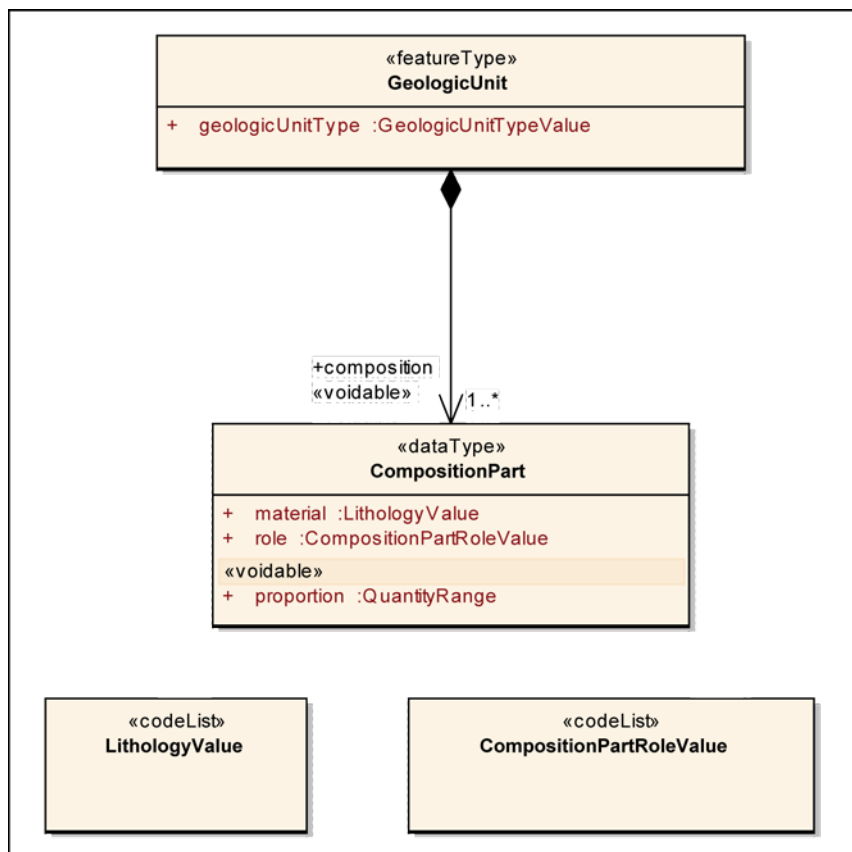 «featureType»
GeologicUnit
+ geologicUnitType :GeologicUnitTypeValue
+composition
«voidable»
1..*
«dataType»
CompositionPart
+ material :LithologyValue
+ role :CompositionPartRoleValue
«voidable»
+ proportion :QuantityRange
«codeList»
LithologyValue
«codeList»
CompositionPartRoleValue